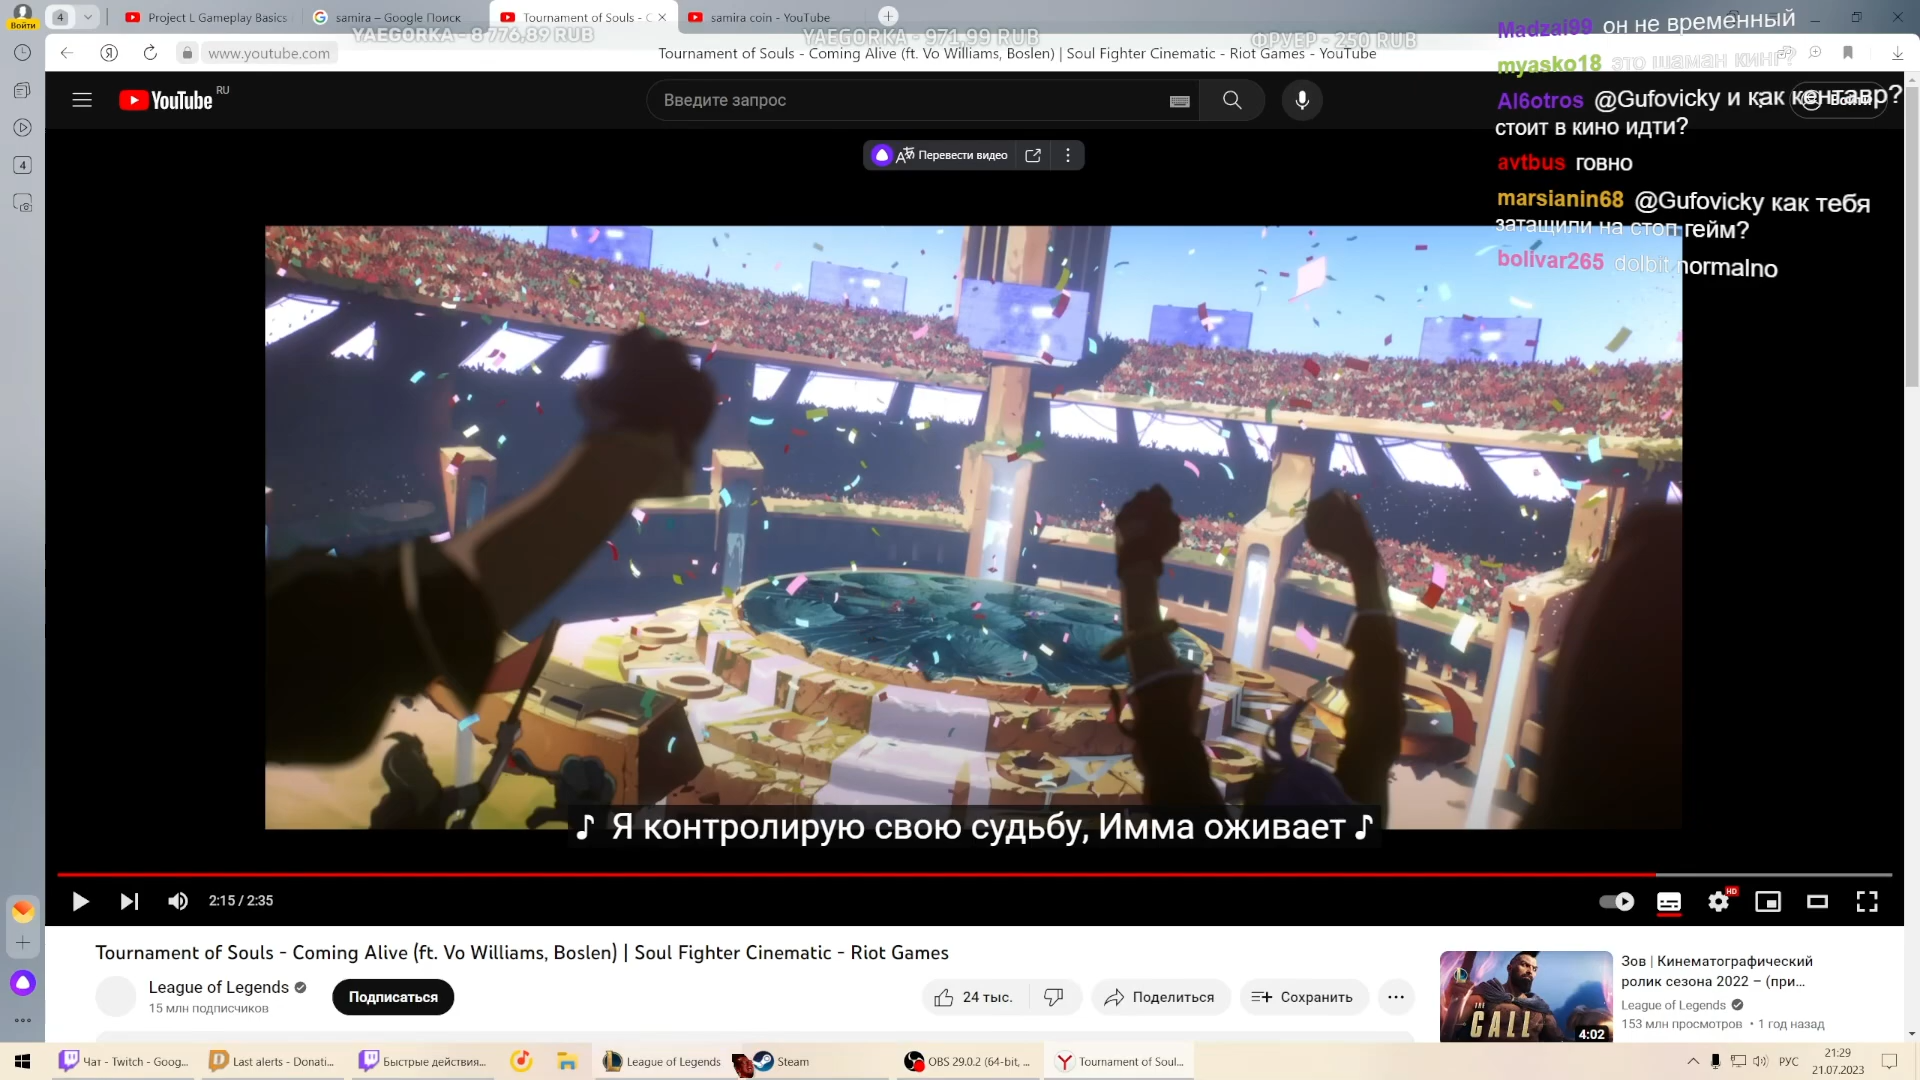 Войти
4
Project L Gameplay Basics
samira – Google Поиск
Tournament of Souls - C
samira coin - YouTube
YAEGORKA - 8 776,89 RUB
YAEGORKA - 971,99 RUB
ФРУЕР - 250 RUB
www.youtube.com
Tournament of Souls - Coming Alive (ft. Vo Williams, Boslen) | Soul Fighter Cinematic - Riot Games - YouTube
Madzai99 он не временный
myasko18 это шаман кинг?
Al6otros @Gufovicky и как кентавр?
стоит в кино идти?
avtbus говно
marsianin68 @Gufovicky как тебя
затащили на стоп гейм?
bolivar265 dolbit normalno
YouTube RU
Введите запрос
Войти
Перевести видео
4
♪ Я контролирую свою судьбу, Имма оживает ♪
2:15 / 2:35
HD
Tournament of Souls - Coming Alive (ft. Vo Williams, Boslen) | Soul Fighter Cinematic - Riot Games
League of Legends
15 млн подписчиков
Подписаться
24 тыс.
Поделиться
Сохранить
THE CALL
4:02
Зов | Кинематографический
ролик сезона 2022 – (при...
League of Legends
153 млн просмотров • 1 год назад
Чат - Twitch - Goog...
Last alerts - Donati...
Быстрые действия...
League of Legends
Steam
OBS 29.0.2 (64-bit, ...
Tournament of Soul...
РУС
21:29
21.07.2023